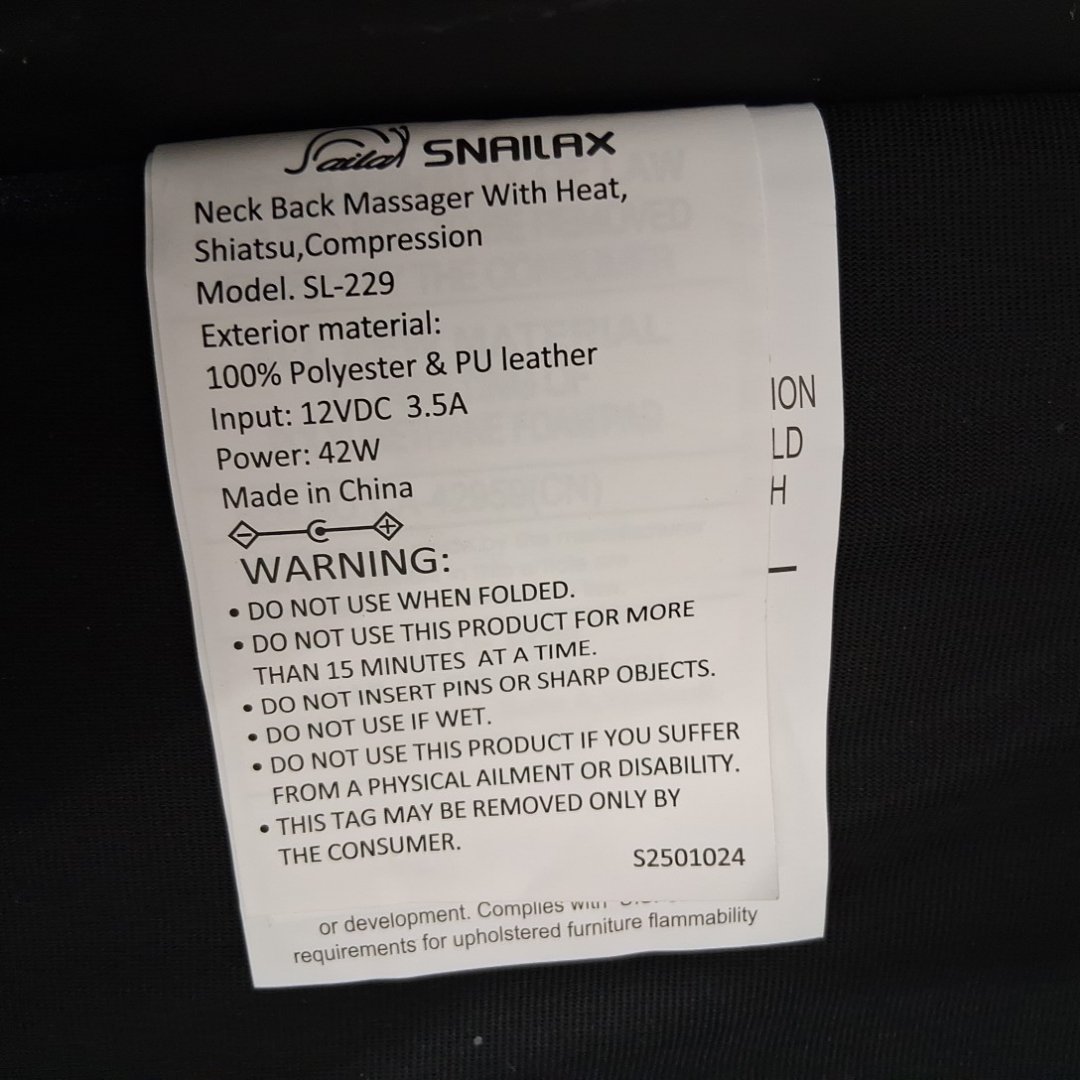 Snailax SNAILAX
Neck Back Massager With Heat,
Shiatsu,Compression
Model. SL-229
Exterior material:
100% Polyester & PU leather
Input: 12VDC 3.5A
Power: 42W
Made in China
WARNING:
• DO NOT USE WHEN FOLDED.
• DO NOT USE THIS PRODUCT FOR MORE
THAN 15 MINUTES AT A TIME.
• DO NOT INSERT PINS OR SHARP OBJECTS.
• DO NOT USE IF WET.
• DO NOT USE THIS PRODUCT IF YOU SUFFER
FROM A PHYSICAL AILMENT OR DISABILITY.
• THIS TAG MAY BE REMOVED ONLY BY
THE CONSUMER.
S2501024
ION
LD
H
or development. Complies with
requirements for upholstered furniture flammability